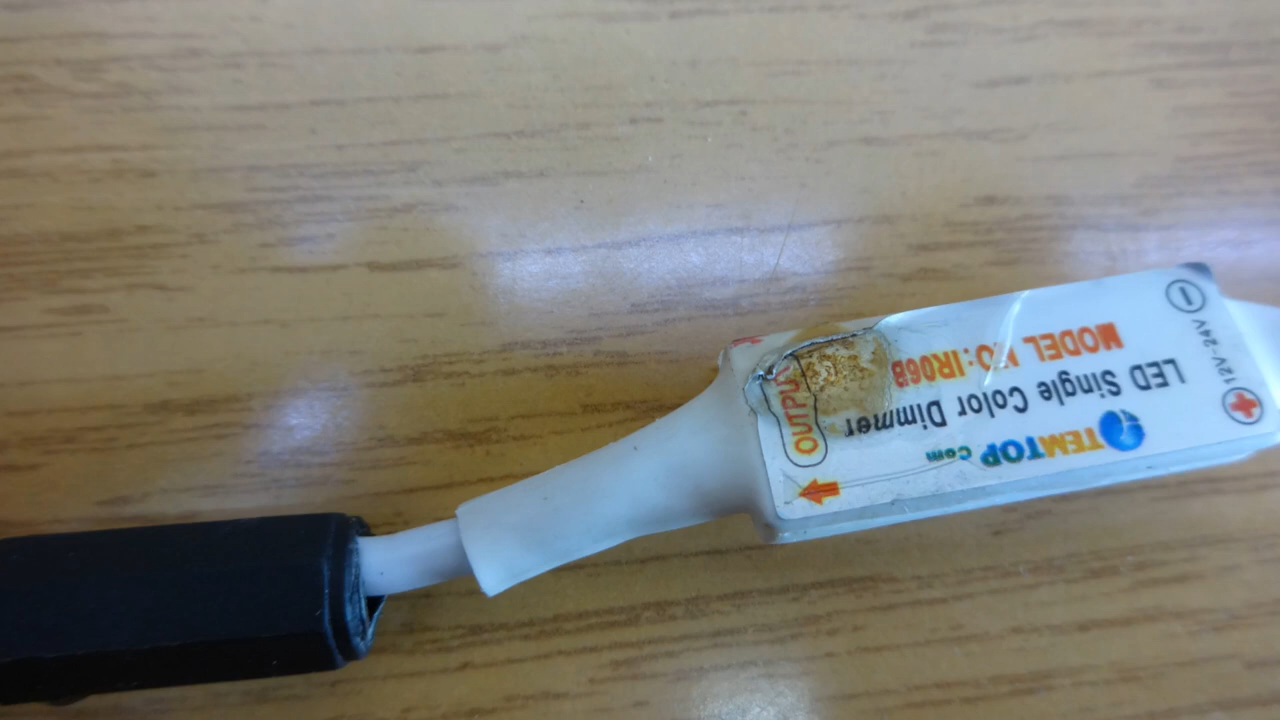 TEMTOP Com
LED Single Color Dimmer
MODEL NO:IR06B
12V~24V
OUTPUT